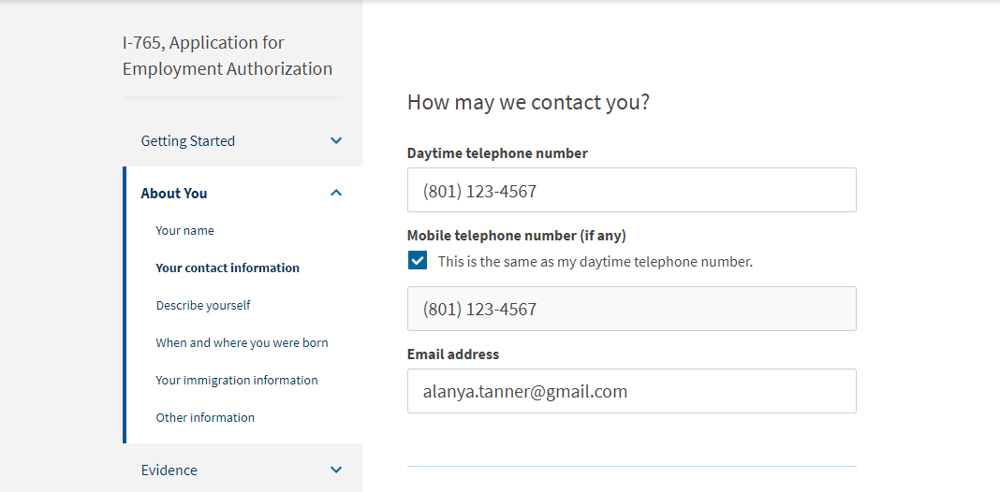 I-765, Application for
Employment Authorization
Getting Started
About You
Your name
Your contact information
Describe yourself
When and where you were born
Your immigration information
Other information
Evidence
How may we contact you?
Daytime telephone number
(801) 123-4567
Mobile telephone number (if any)
This is the same as my daytime telephone number.
(801) 123-4567
Email address
alanya.tanner@gmail.com